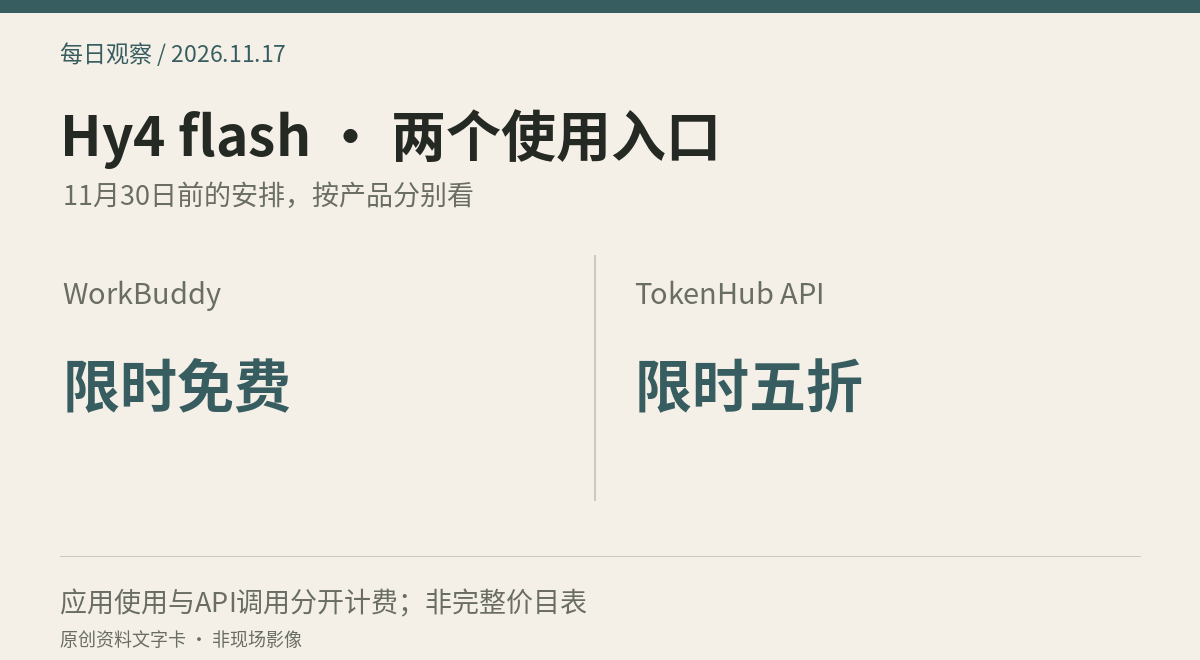 每日观察 / 2026.11.17
Hy4 flash · 两个使用入口
11月30日前的安排，按产品分别看
WorkBuddy
限时免费
TokenHub API
限时五折
应用使用与API调用分开计费；非完整价目表
原创资料文字卡 · 非现场影像